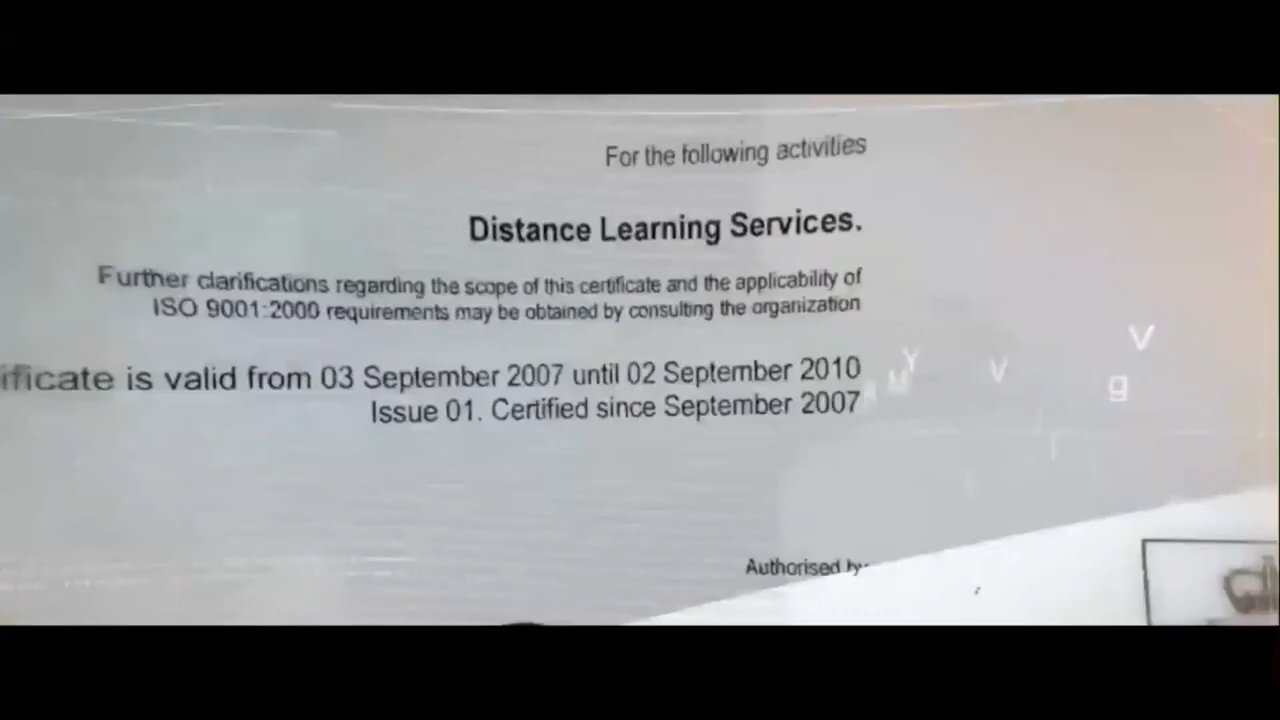 For the following activities
Distance Learning Services.
Further clarifications regarding the scope of this certificate and the applicability of
ISO 9001:2000 requirements may be obtained by consulting the organization
ificate is valid from 03 September 2007 until 02 September 2010
Issue 01. Certified since September 2007
Authorised by